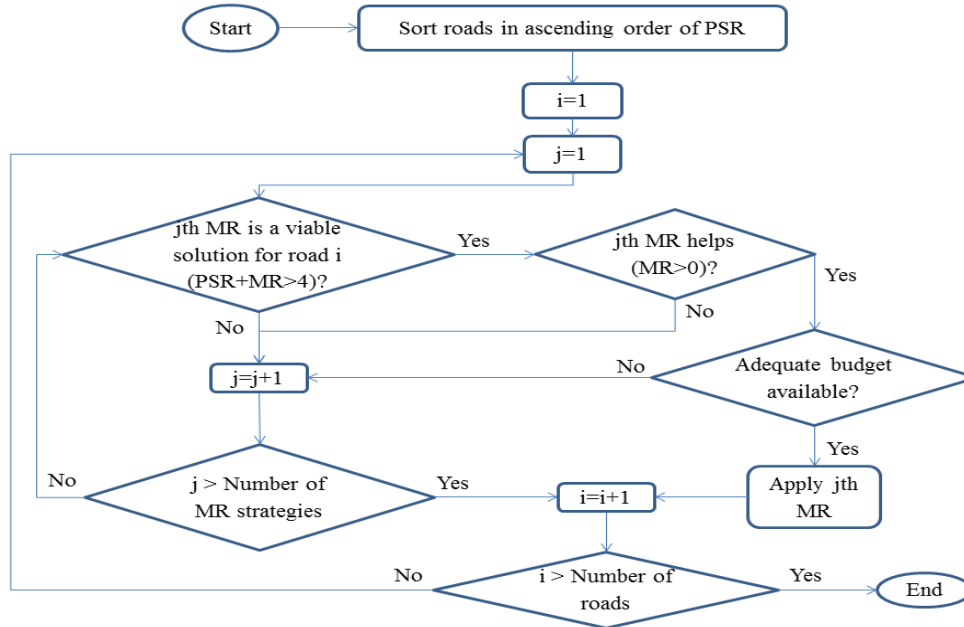 Start
Sort roads in ascending order of PSR
i=1
j=1
jth MR is a viable
solution for road i
(PSR+MR>4)?
Yes
jth MR helps
(MR>0)?
Yes
No
No
j=j+1
No
Adequate budget
available?
Yes
No
j > Number of
MR strategies
Yes
i=i+1
Apply jth
MR
No
i > Number of
roads
Yes
End